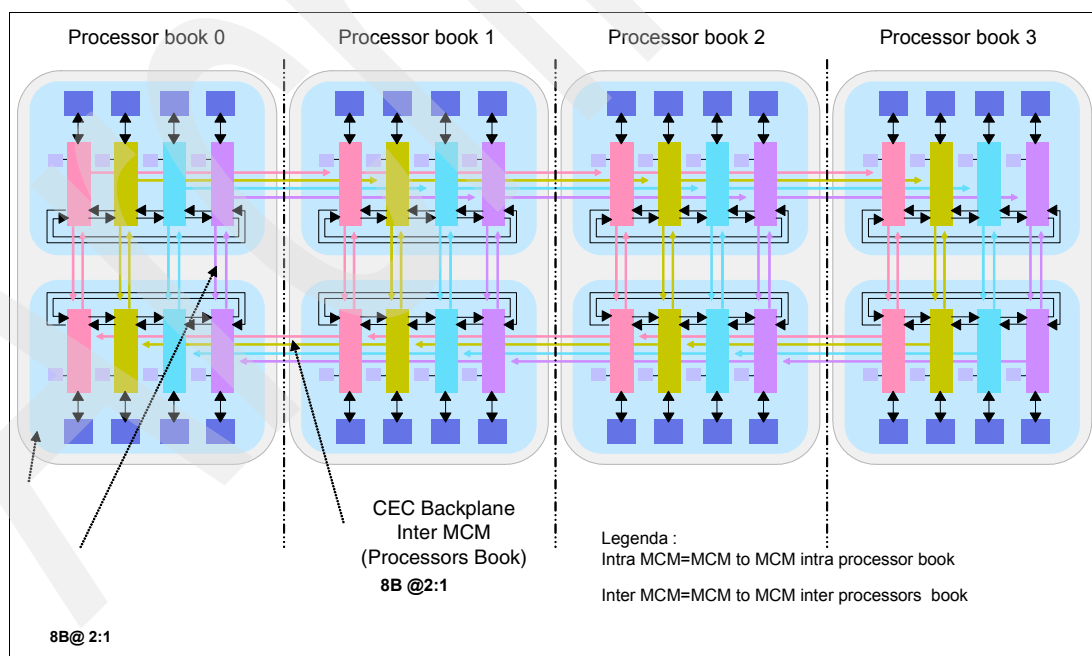 Processor book 0
Processor book 1
Processor book 2
Processor book 3
CEC Backplane
Inter MCM
(Processors Book)
8B @2:1
Legenda :
Intra MCM=MCM to MCM intra processor book
Inter MCM=MCM to MCM inter processors  book
8B@ 2:1